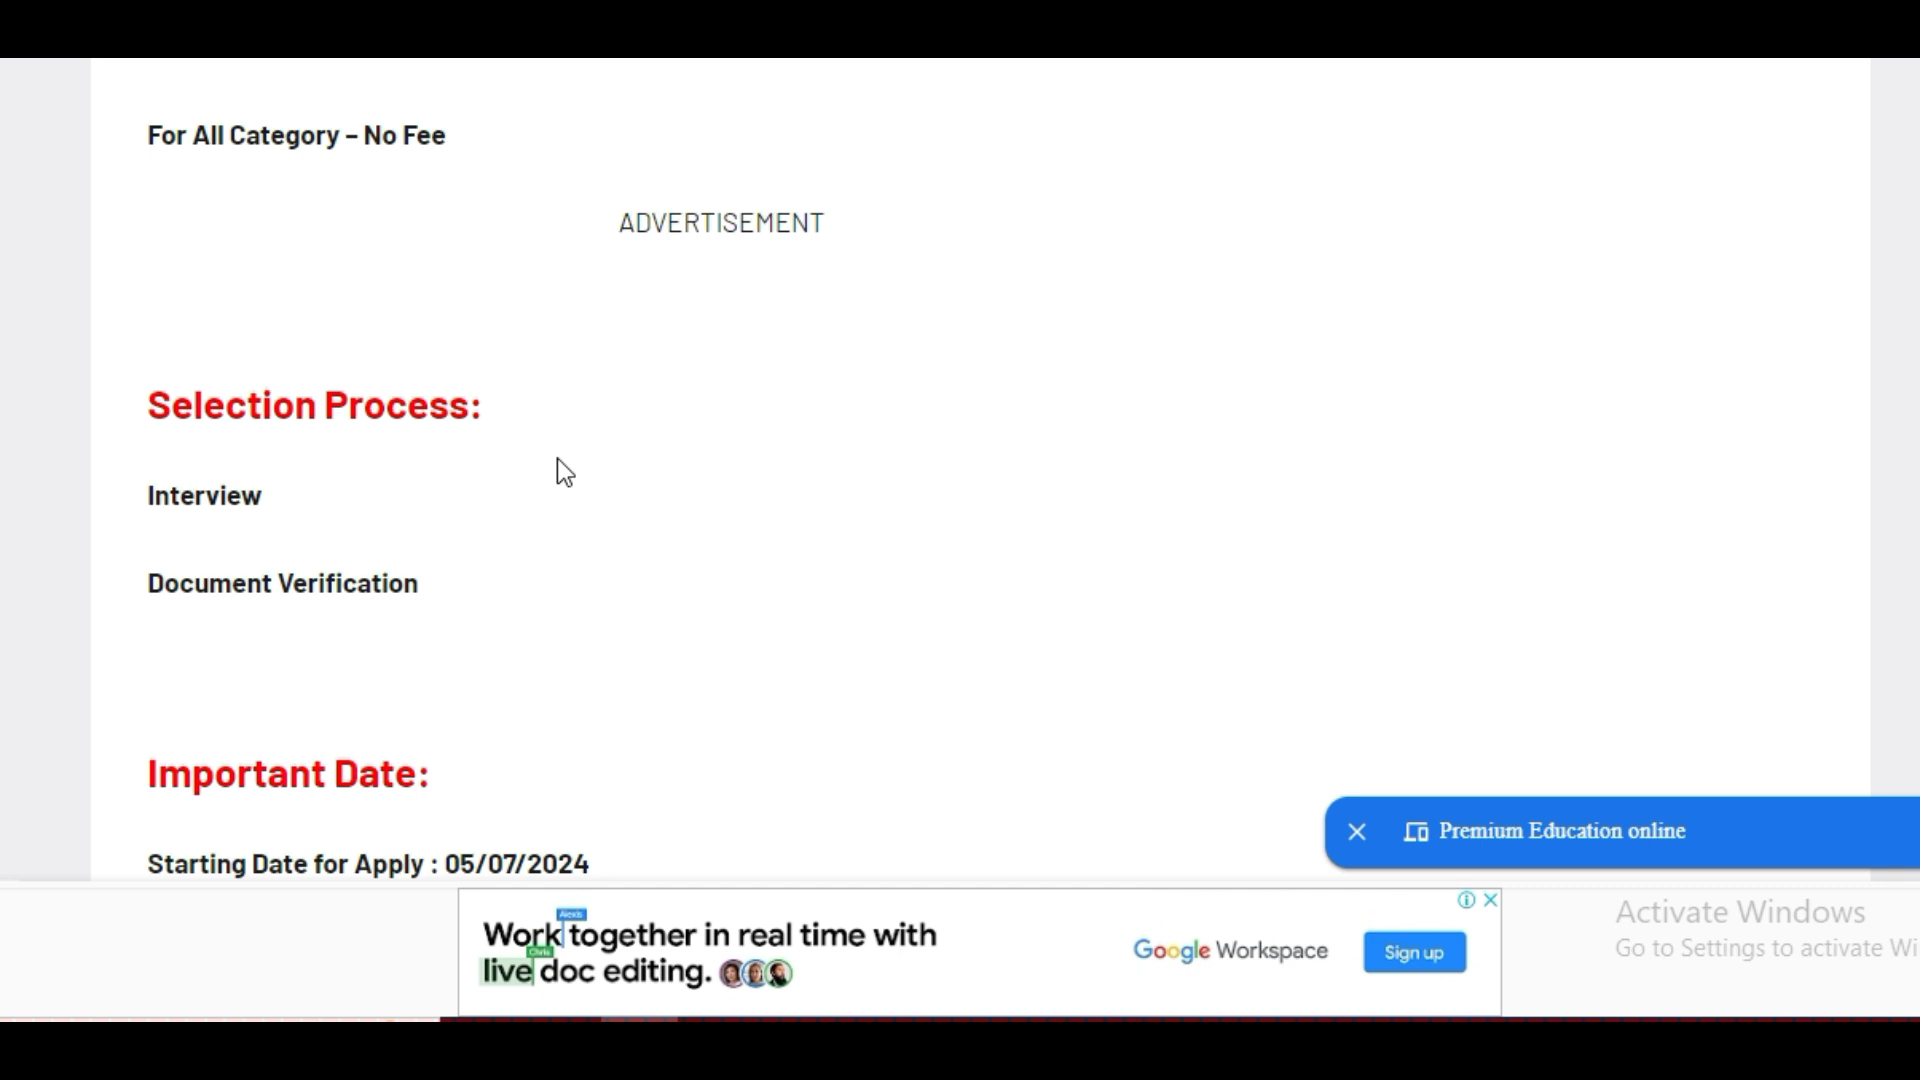 For All Category – No Fee
ADVERTISEMENT
Selection Process:
Interview
Document Verification
Important Date:
Premium Education online
Starting Date for Apply : 05/07/2024
Alexis
Work together in real time with
Chris
live doc editing.
Google Workspace
Sign up
Activate Windows
Go to Settings to activate Wi